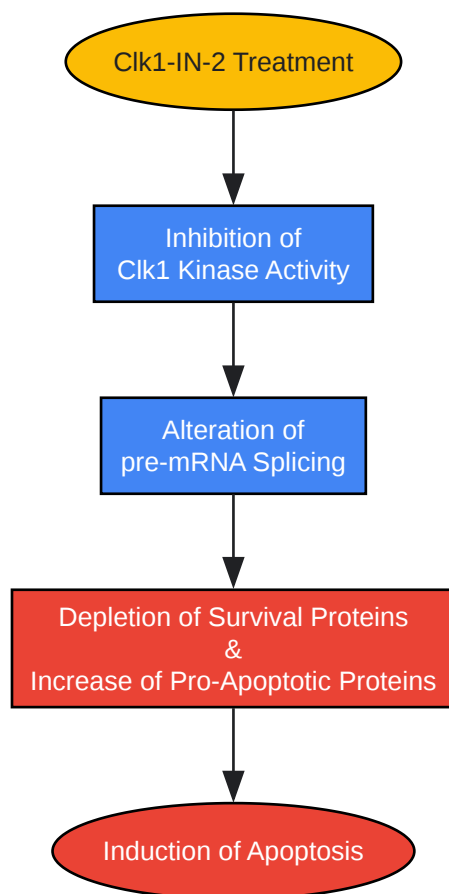 Clk1-IN-2 Treatment
Inhibition of
Clk1 Kinase Activity
Alteration of
pre-mRNA Splicing
Depletion of Survival Proteins
&
Increase of Pro-Apoptotic Proteins
Induction of Apoptosis